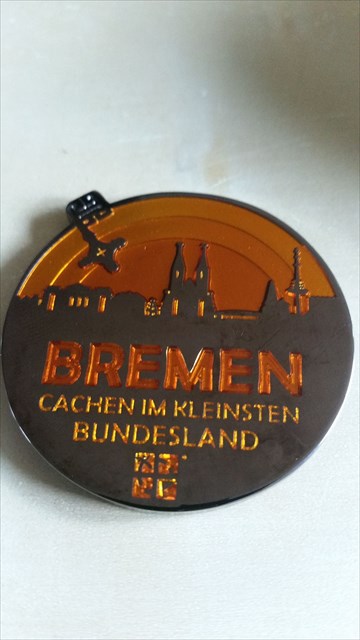 BREMEN
CACHEN IM KLEINSTEN
BUNDESLAND